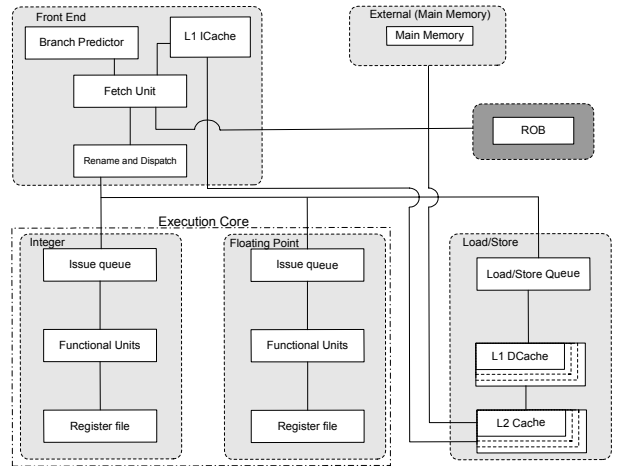 Front End
Branch Predictor
L1 ICache
Fetch Unit
Rename and Dispatch
External (Main Memory)
Main Memory
ROB
Execution Core
Integer
Issue queue
Functional Units
Register file
Floating Point
Issue queue
Functional Units
Register file
Load/Store
Load/Store Queue
L1 DCache
L2 Cache